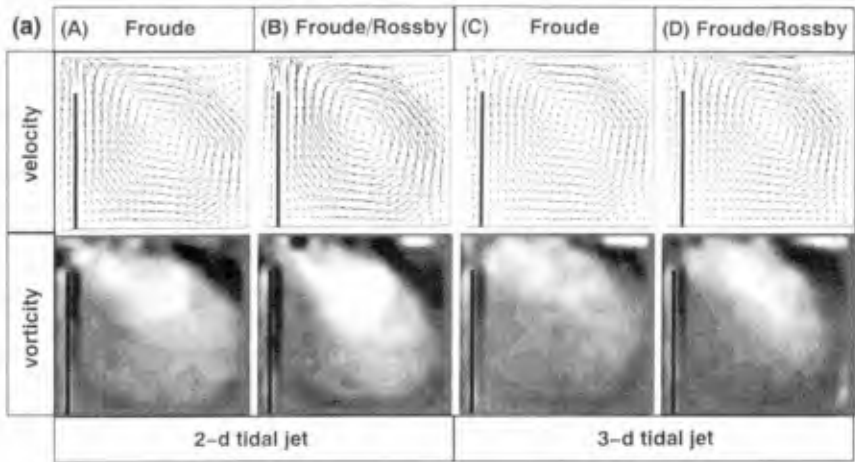 (a) (A) Froude (B) Froude/Rossby (C) Froude (D) Froude/Rossby
velocity
vorticity
2-d tidal jet 3-d tidal jet